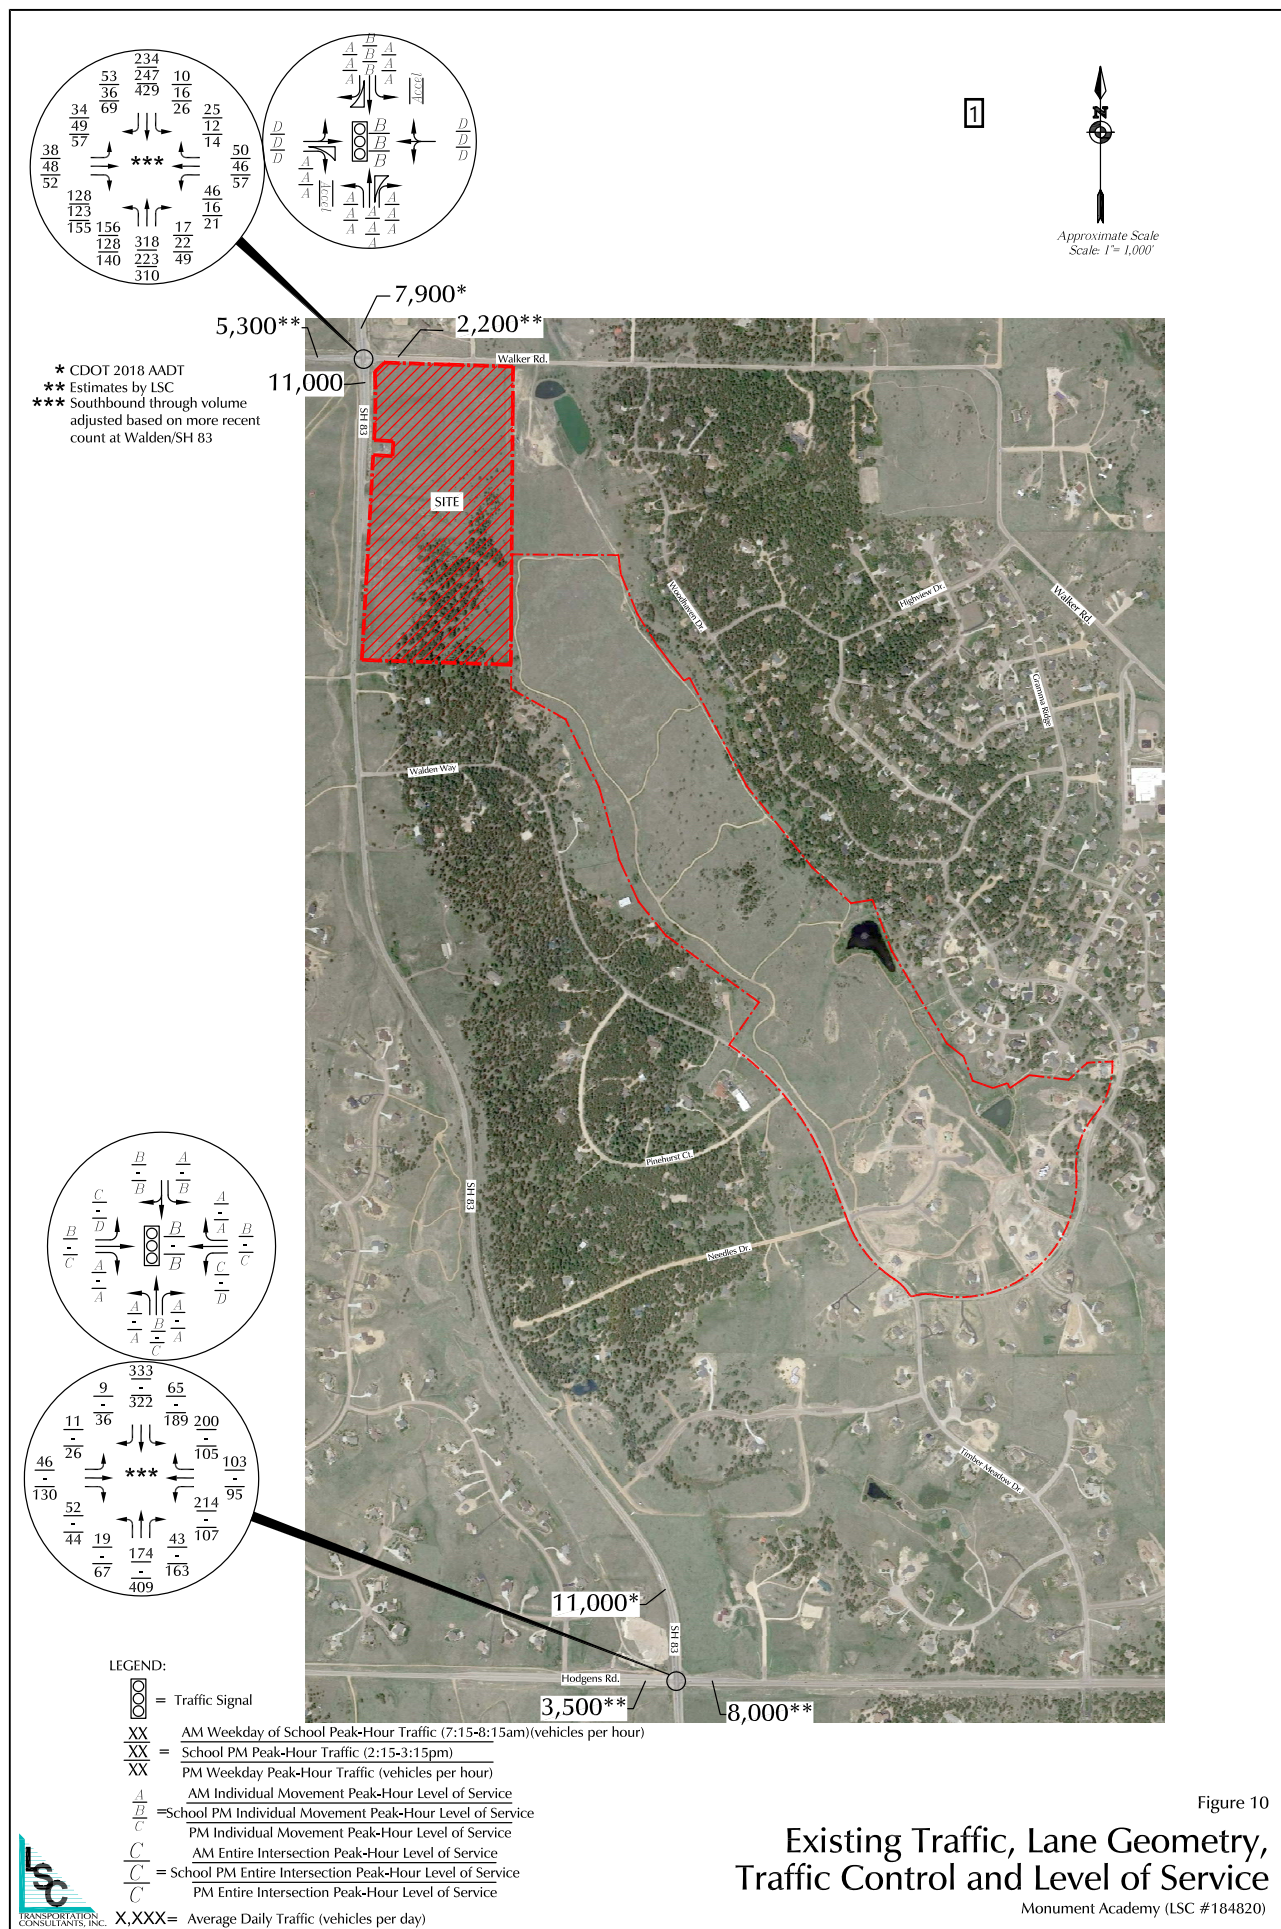 234
247
429
53
36
69
10
16
26
34
49
57
25
12
14
38
48
52
***
50
46
57
128
123
155
46
16
21
156
128
140
318
223
310
17
22
49
A
A
A
B
B
B
A
A
A
Accel
D
D
D
B
B
B
D
D
D
A
A
A
Accel
A
A
A
A
A
A
A
A
A
1
N
Approximate Scale
Scale: 1"= 1,000'
7,900*
5,300**
2,200**
Walker Rd.
11,000
* CDOT 2018 AADT
** Estimates by LSC
*** Southbound through volume
adjusted based on more recent
count at Walden/SH 83
SH 83
SITE
Woodhaven Dr.
Highview Dr.
Walker Rd.
Gramma Ridge
Walden Way
Pinehurst Ct.
SH 83
Needles Dr.
Timber Meadow Dr.
B
-
B
A
-
B
C
-
D
A
-
A
B
-
C
B
-
B
B
-
C
A
-
A
C
-
D
A
-
A
B
-
C
A
-
A
333
-
322
9
-
36
65
-
189
11
-
26
200
-
105
46
-
130
***
103
-
95
52
-
44
214
-
107
19
-
67
174
-
409
43
-
163
11,000*
SH 83
Hodgens Rd.
3,500**
8,000**
LEGEND:
= Traffic Signal
XX AM Weekday of School Peak-Hour Traffic (7:15-8:15am)(vehicles per hour)
XX = School PM Peak-Hour Traffic (2:15-3:15pm)
XX PM Weekday Peak-Hour Traffic (vehicles per hour)
A AM Individual Movement Peak-Hour Level of Service
B =School PM Individual Movement Peak-Hour Level of Service
C PM Individual Movement Peak-Hour Level of Service
C AM Entire Intersection Peak-Hour Level of Service
C = School PM Entire Intersection Peak-Hour Level of Service
C PM Entire Intersection Peak-Hour Level of Service
X,XXX= Average Daily Traffic (vehicles per day)
LSC
TRANSPORTATION
CONSULTANTS, INC.
Figure 10
Existing Traffic, Lane Geometry,
Traffic Control and Level of Service
Monument Academy (LSC #184820)